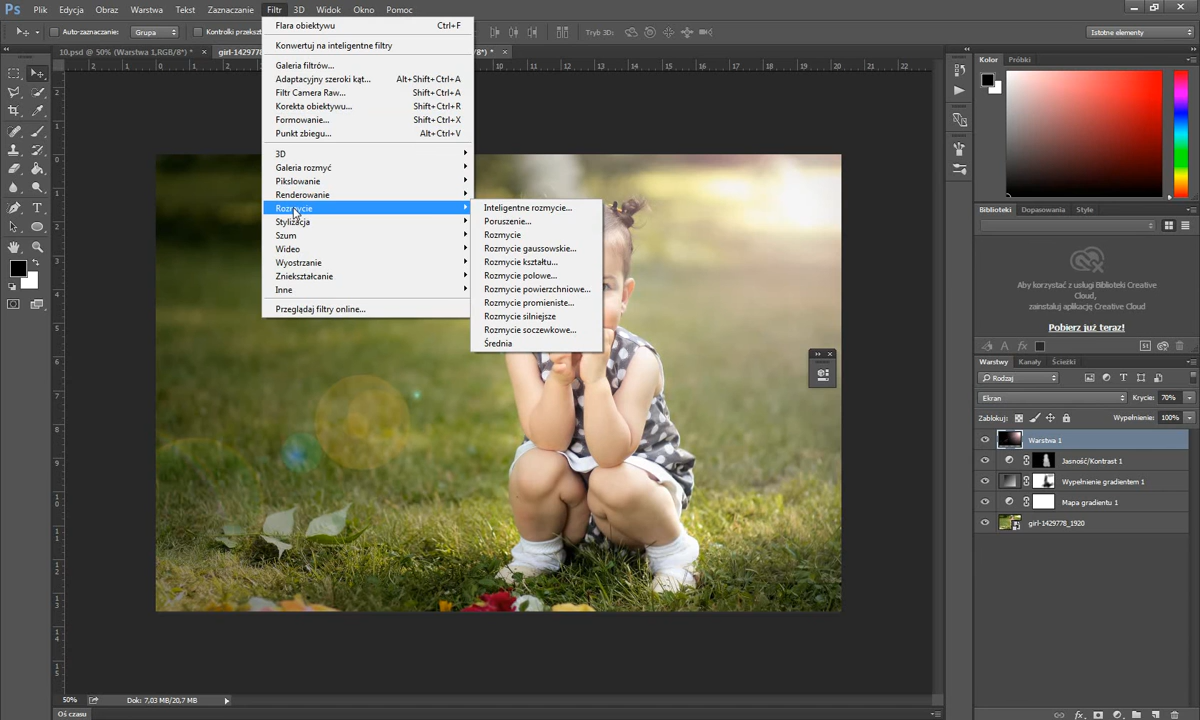 Ps Plik Edycja Obraz Warstwa Tekst Zaznaczanie Filtr 3D Widok Okno Pomoc
Auto-zaznaczanie: Grupa Kontrolki przekszt Tryb 3D: Istotne elementy
10.psd @ 50% (Warstwa 1,RGB/8*) * × girl-14297 *) * ×
Flara obiektywu Ctrl+F
Konwertuj na inteligentne filtry
Galeria filtrów...
Adaptacyjny szeroki kąt... Alt+Shift+Ctrl+A
Filtr Camera Raw... Shift+Ctrl+A
Korekta obiektywu... Shift+Ctrl+R
Formowanie... Shift+Ctrl+X
Punkt zbiegu... Alt+Ctrl+V
3D
Galeria rozmyć
Pikslowanie
Renderowanie
Rozmycie
Stylizacja
Szum
Wideo
Wyostrzanie
Zniekształcanie
Inne
Przeglądaj filtry online...
Inteligentne rozmycie...
Poruszenie...
Rozmycie
Rozmycie gaussowskie...
Rozmycie kształtu...
Rozmycie polowe...
Rozmycie powierzchniowe...
Rozmycie promieniste...
Rozmycie silniejsze
Rozmycie soczewkowe...
Średnia
Kolor Próbki
Biblioteki Dopasowania Style
Aby korzystać z usługi Biblioteki Creative
Cloud,
zainstaluj aplikację Creative Cloud
Pobierz już teraz!
Warstwy Kanały Ścieżki
Rodzaj
Ekran Krycie: 70%
Zablokuj: Wypełnienie: 100%
Warstwa 1
Jasność/Kontrast 1
Wypełnienie gradientem 1
Mapa gradientu 1
girl-1429778_1920
50% Dok: 7,03 MB/20,7 MB
Oś czasu